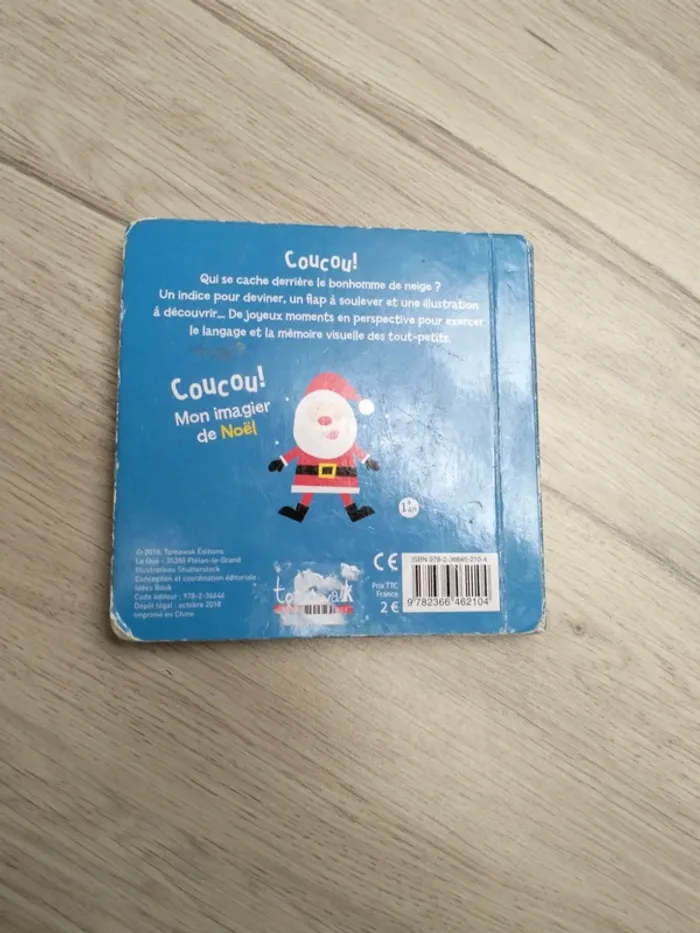 Coucou!
Qui se cache derrière le bonhomme de neige ?
Un indice pour deviner, un flap à soulever et une illustration
à découvrir... De joyeux moments en perspective pour exercer
le langage et la mémoire visuelle des tout-petits.
Coucou!
Mon imagier
de Noël
1 an +
© 2018, Tomawak Éditions
Le Gué - 35380 Plélan-le-Grand
Illustrations Shutterstock
Conception et coordination éditoriale :
Idées Book
Code éditeur : 978-2-36646
Dépôt légal : octobre 2018
Imprimé en Chine
CE
Prix TTC
France
2 €
ISBN 978-2-36646-210-4
9 782366 462104